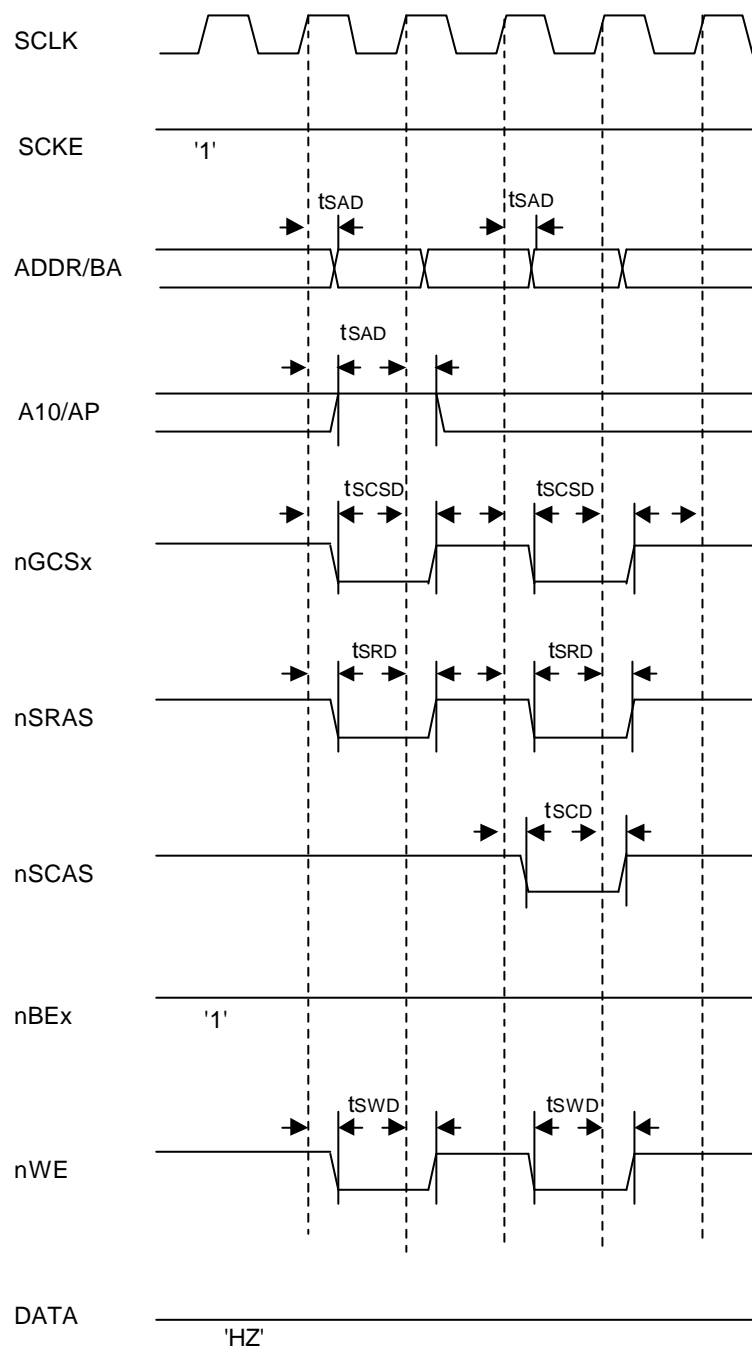 SCLK
SCKE
'1'
tSAD
tSAD
ADDR/BA
tSAD
A10/AP
tSCSD
tSCSD
nGCSx
tSRD
tSRD
nSRAS
tSCD
nSCAS
nBEx
'1'
tSWD
tSWD
nWE
DATA
'HZ'